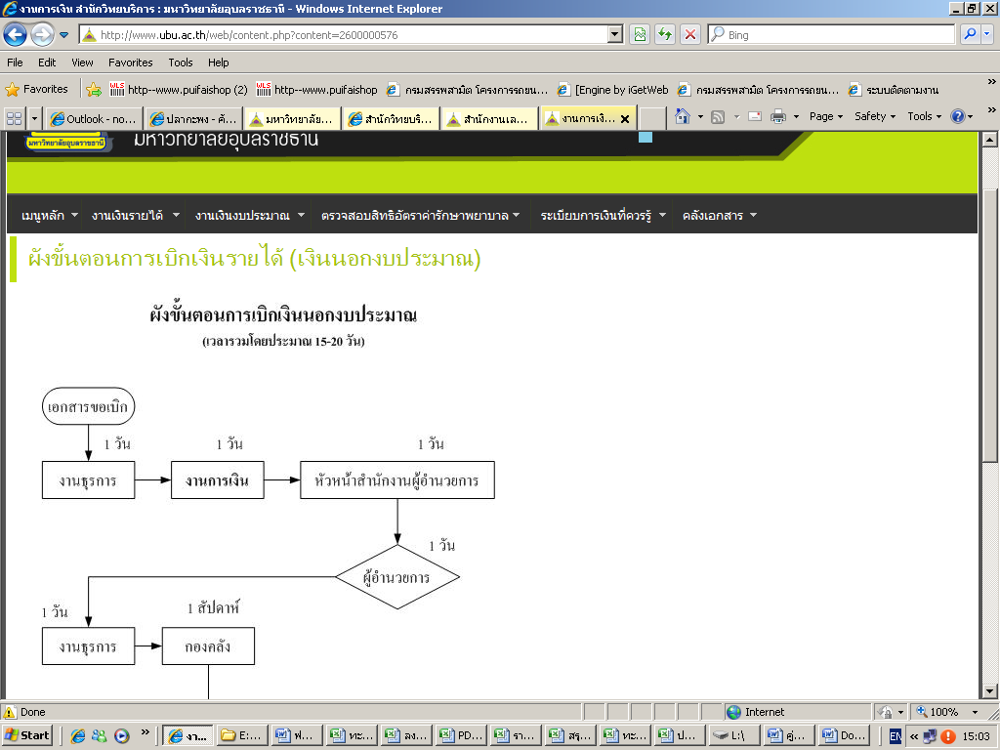 งานการเงิน สำนักวิทยบริการ : มหาวิทยาลัยอุบลราชธานี - Windows Internet Explorer
http://www.ubu.ac.th/web/content.php?content=2600000576
Bing
File Edit View Favorites Tools Help
Favorites http--www.puifaishop (2) http--www.puifaishop กรมสรรพสามิต โครงการรถยน... [Engine by iGetWeb กรมสรรพสามิต โครงการรถยน... ระบบติดตามงาน
Outlook - no... ปลากะพง - ค้... มหาวิทยาลัย... สำนักวิทยบริ... สำนักงานเล... งานการเงิ... Page Safety Tools
มหาวิทยาลัยอุบลราชธานี มหาวิทยาลัยอุบลราชธานี
เมนูหลัก งานเงินรายได้ งานเงินงบประมาณ ตรวจสอบสิทธิอัตราค่ารักษาพยาบาล ระเบียบการเงินที่ควรรู้ คลังเอกสาร
ผังขั้นตอนการเบิกเงินรายได้ (เงินนอกงบประมาณ)
ผังขั้นตอนการเบิกเงินนอกงบประมาณ
(เวลารวมโดยประมาณ 15-20 วัน)
เอกสารขอเบิก
1 วัน 1 วัน 1 วัน
งานธุรการ งานการเงิน หัวหน้าสำนักงานผู้อำนวยการ
1 วัน
ผู้อำนวยการ
1 วัน 1 สัปดาห์
งานธุรการ กองคลัง
Done Internet 100%
Start งา... E:... ฟ... ทะ... ลง... PD... รา... สรุ... ทะ... ป... L:\ คู่... Do... EN 15:03